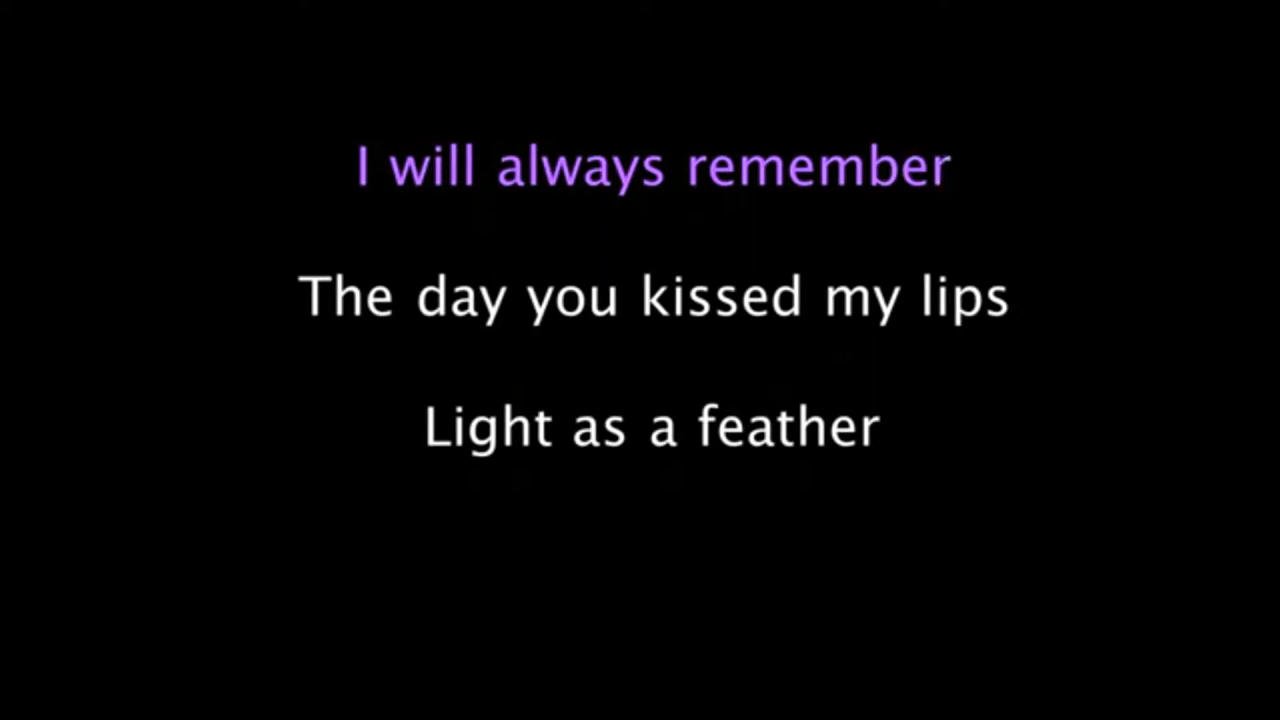 I will always remember
The day you kissed my lips
Light as a feather